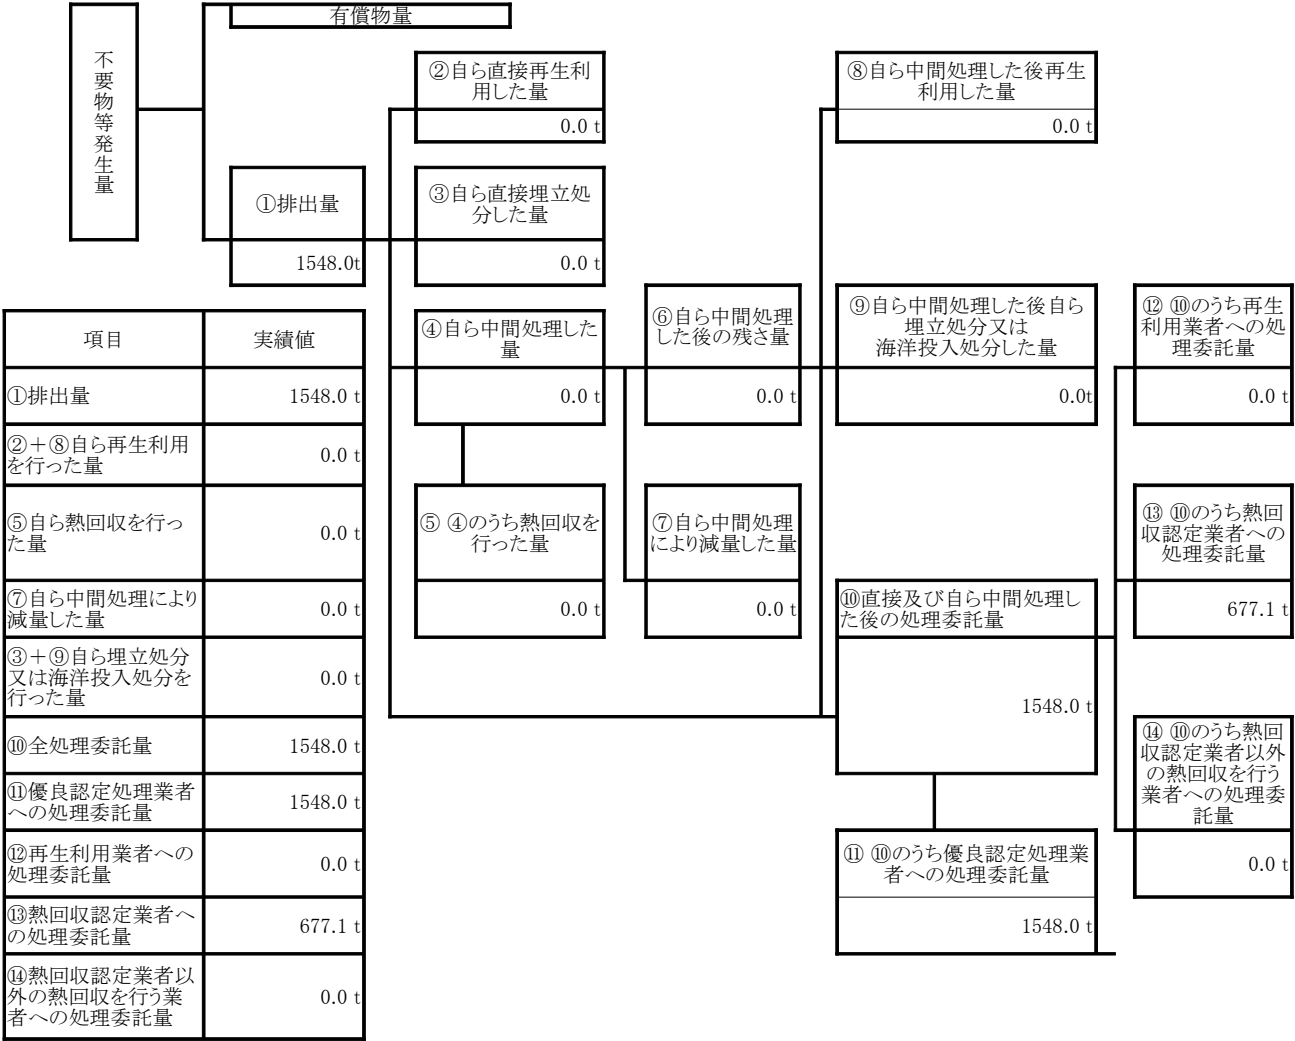 有償物量
不要物等発生量
②自ら直接再生利
用した量
0.0 t
⑧自ら中間処理した後再生
利用した量
0.0 t
①排出量
1548.0t
③自ら直接埋立処
分した量
0.0 t
④自ら中間処理した
量
0.0 t
⑥自ら中間処理
した後の残さ量
0.0 t
⑨自ら中間処理した後自ら
埋立処分又は
海洋投入処分した量
0.0t
⑫ ⑩のうち再生
利用業者への処
理委託量
0.0 t
⑤ ④のうち熱回収を
行った量
0.0 t
⑦自ら中間処理
により減量した量
0.0 t
⑩直接及び自ら中間処理し
た後の処理委託量
1548.0 t
⑬ ⑩のうち熱回
収認定業者への
処理委託量
677.1 t
⑭ ⑩のうち熱回
収認定業者以外
の熱回収を行う
業者への処理委
託量
0.0 t
⑪ ⑩のうち優良認定処理業
者への処理委託量
1548.0 t
項目 実績値
①排出量 1548.0 t
②＋⑧自ら再生利用
を行った量 0.0 t
⑤自ら熱回収を行っ
た量 0.0 t
⑦自ら中間処理により
減量した量 0.0 t
③＋⑨自ら埋立処分
又は海洋投入処分を
行った量 0.0 t
⑩全処理委託量 1548.0 t
⑪優良認定処理業者
への処理委託量 1548.0 t
⑫再生利用業者への
処理委託量 0.0 t
⑬熱回収認定業者へ
の処理委託量 677.1 t
⑭熱回収認定業者以
外の熱回収を行う業
者への処理委託量 0.0 t